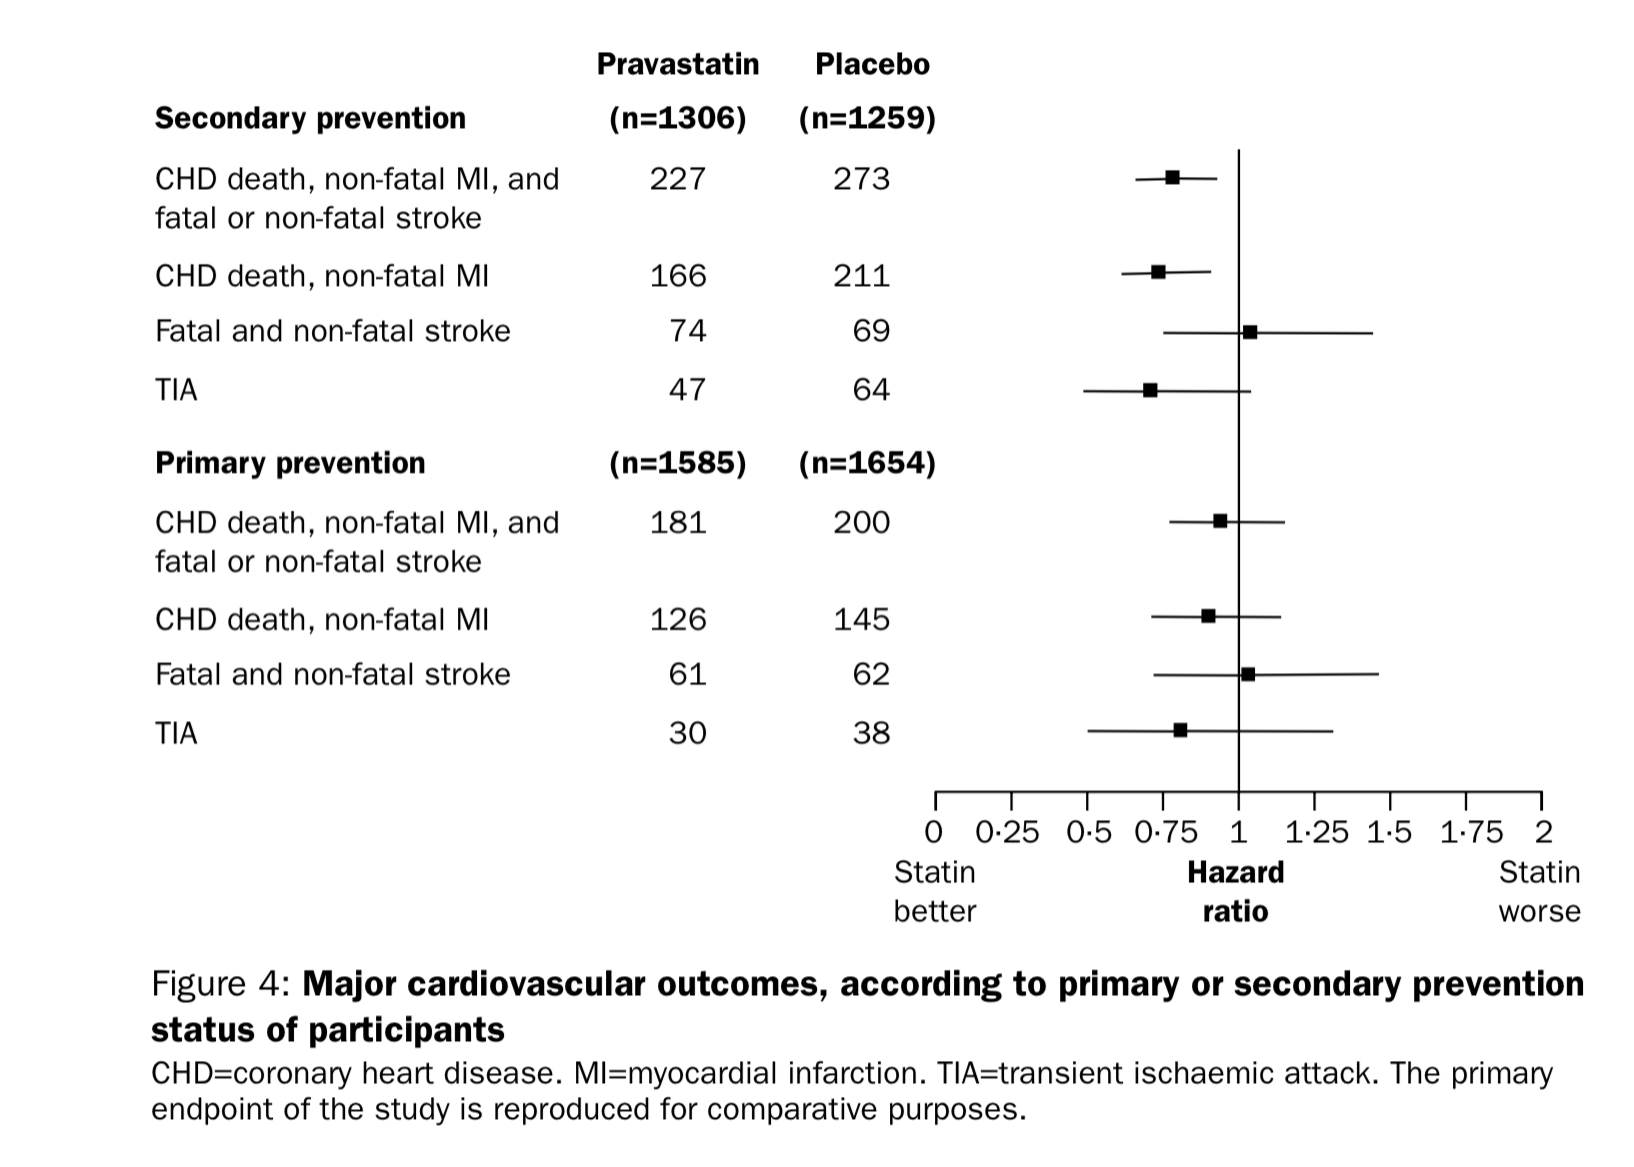 Pravastatin Placebo
Secondary prevention (n=1306) (n=1259)
CHD death, non-fatal MI, and 227 273
fatal or non-fatal stroke
CHD death, non-fatal MI 166 211
Fatal and non-fatal stroke 74 69
TIA 47 64
Primary prevention (n=1585) (n=1654)
CHD death, non-fatal MI, and 181 200
fatal or non-fatal stroke
CHD death, non-fatal MI 126 145
Fatal and non-fatal stroke 61 62
TIA 30 38
0 0·25 0·5 0·75 1 1·25 1·5 1·75 2
Statin Hazard Statin
better ratio worse
Figure 4: Major cardiovascular outcomes, according to primary or secondary prevention
status of participants
CHD=coronary heart disease. MI=myocardial infarction. TIA=transient ischaemic attack. The primary
endpoint of the study is reproduced for comparative purposes.